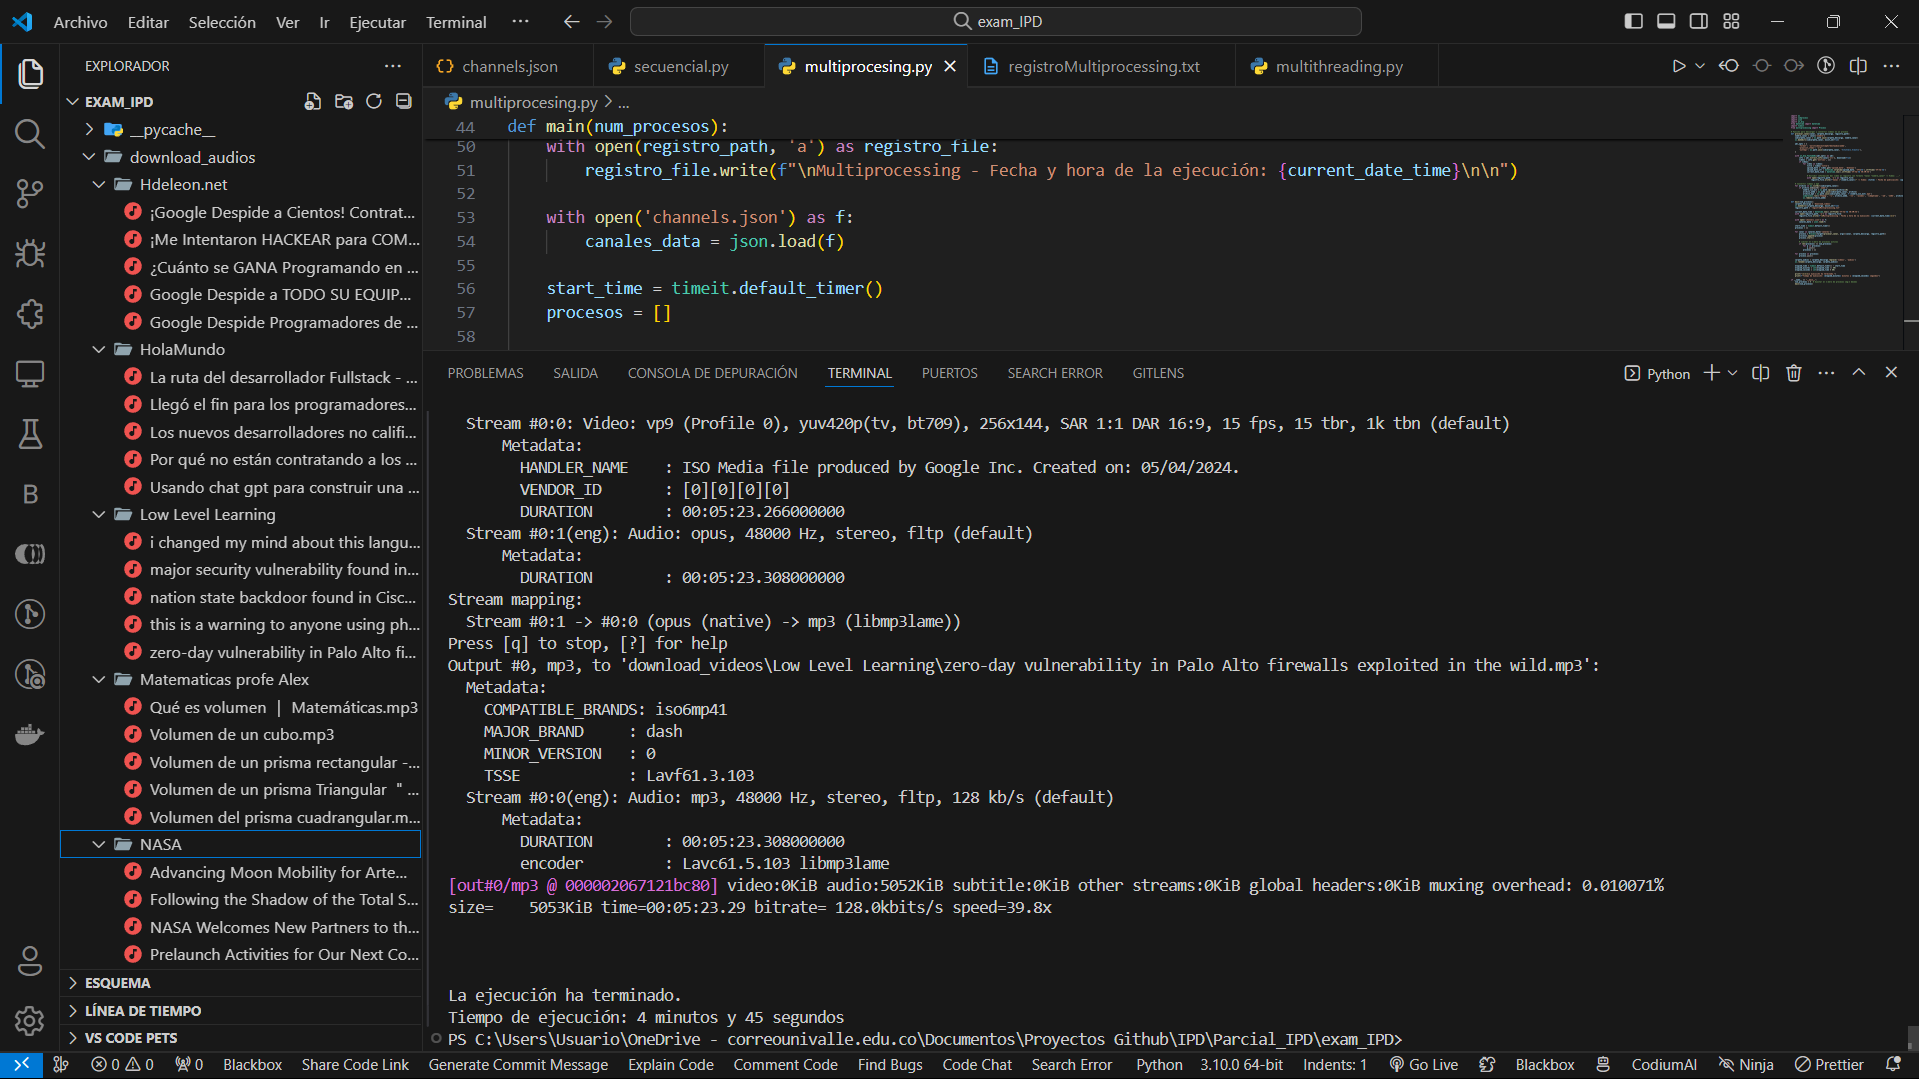 Archivo Editar Selección Ver Ir Ejecutar Terminal ··· exam_IPD
EXPLORADOR
EXAM_IPD
__pycache__
download_audios
Hdeleon.net
¡Google Despide a Cientos! Contrat...
¡Me Intentaron HACKEAR para COM...
¿Cuánto se GANA Programando en ...
Google Despide a TODO SU EQUIP...
Google Despide Programadores de ...
HolaMundo
La ruta del desarrollador Fullstack - ...
Llegó el fin para los programadores...
Los nuevos desarrolladores no califi...
Por qué no están contratando a los ...
Usando chat gpt para construir una ...
Low Level Learning
i changed my mind about this langu...
major security vulnerability found in...
nation state backdoor found in Cisc...
this is a warning to anyone using ph...
zero-day vulnerability in Palo Alto fi...
Matematicas profe Alex
Qué es volumen | Matemáticas.mp3
Volumen de un cubo.mp3
Volumen de un prisma rectangular -...
Volumen de un prisma Triangular " ...
Volumen del prisma cuadrangular.m...
NASA
Advancing Moon Mobility for Arte...
Following the Shadow of the Total S...
NASA Welcomes New Partners to th...
Prelaunch Activities for Our Next Co...
ESQUEMA
LÍNEA DE TIEMPO
VS CODE PETS
channels.json secuencial.py multiprocesing.py registroMultiprocessing.txt multithreading.py
multiprocesing.py > ...
44 def main(num_procesos):
50 with open(registro_path, 'a') as registro_file:
51 registro_file.write(f"\nMultiprocessing - Fecha y hora de la ejecución: {current_date_time}\n\n")
52
53 with open('channels.json') as f:
54 canales_data = json.load(f)
55
56 start_time = timeit.default_timer()
57 procesos = []
58
PROBLEMAS SALIDA CONSOLA DE DEPURACIÓN TERMINAL PUERTOS SEARCH ERROR GITLENS Python
Stream #0:0: Video: vp9 (Profile 0), yuv420p(tv, bt709), 256x144, SAR 1:1 DAR 16:9, 15 fps, 15 tbr, 1k tbn (default)
Metadata:
HANDLER_NAME : ISO Media file produced by Google Inc. Created on: 05/04/2024.
VENDOR_ID : [0][0][0][0]
DURATION : 00:05:23.266000000
Stream #0:1(eng): Audio: opus, 48000 Hz, stereo, fltp (default)
Metadata:
DURATION : 00:05:23.308000000
Stream mapping:
Stream #0:1 -> #0:0 (opus (native) -> mp3 (libmp3lame))
Press [q] to stop, [?] for help
Output #0, mp3, to 'download_videos\Low Level Learning\zero-day vulnerability in Palo Alto firewalls exploited in the wild.mp3':
Metadata:
COMPATIBLE_BRANDS: iso6mp41
MAJOR_BRAND : dash
MINOR_VERSION : 0
TSSE : Lavf61.3.103
Stream #0:0(eng): Audio: mp3, 48000 Hz, stereo, fltp, 128 kb/s (default)
Metadata:
DURATION : 00:05:23.308000000
encoder : Lavc61.5.103 libmp3lame
[out#0/mp3 @ 000002067121bc80] video:0KiB audio:5052KiB subtitle:0KiB other streams:0KiB global headers:0KiB muxing overhead: 0.010071%
size= 5053KiB time=00:05:23.29 bitrate= 128.0kbits/s speed=39.8x
La ejecución ha terminado.
Tiempo de ejecución: 4 minutos y 45 segundos
PS C:\Users\Usuario\OneDrive - correounivalle.edu.co\Documentos\Proyectos Github\IPD\Parcial_IPD\exam_IPD>
0 0 0 Blackbox Share Code Link Generate Commit Message Explain Code Comment Code Find Bugs Code Chat Search Error Python 3.10.0 64-bit Indents: 1 Go Live Blackbox CodiumAI Ninja Prettier